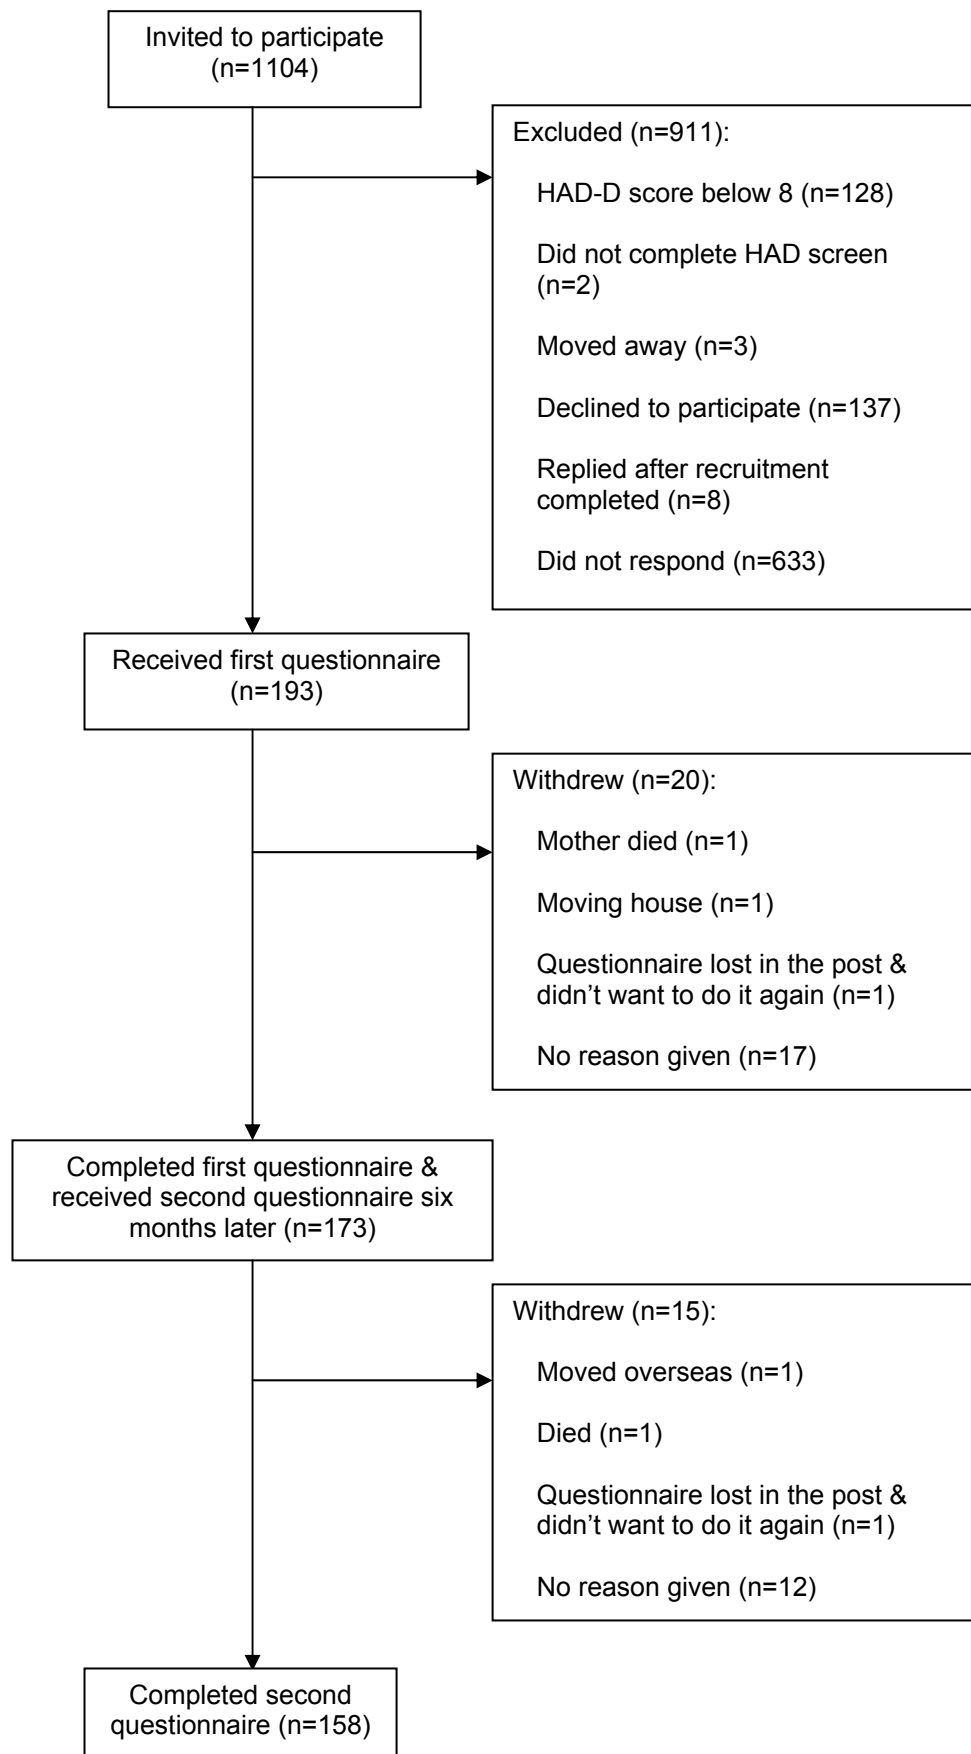 Invited to participate
(n=1104)
Excluded (n=911):
HAD-D score below 8 (n=128)
Did not complete HAD screen
(n=2)
Moved away (n=3)
Declined to participate (n=137)
Replied after recruitment
completed (n=8)
Did not respond (n=633)
Received first questionnaire
(n=193)
Withdrew (n=20):
Mother died (n=1)
Moving house (n=1)
Questionnaire lost in the post &
didn’t want to do it again (n=1)
No reason given (n=17)
Completed first questionnaire &
received second questionnaire six
months later (n=173)
Withdrew (n=15):
Moved overseas (n=1)
Died (n=1)
Questionnaire lost in the post &
didn’t want to do it again (n=1)
No reason given (n=12)
Completed second
questionnaire (n=158)